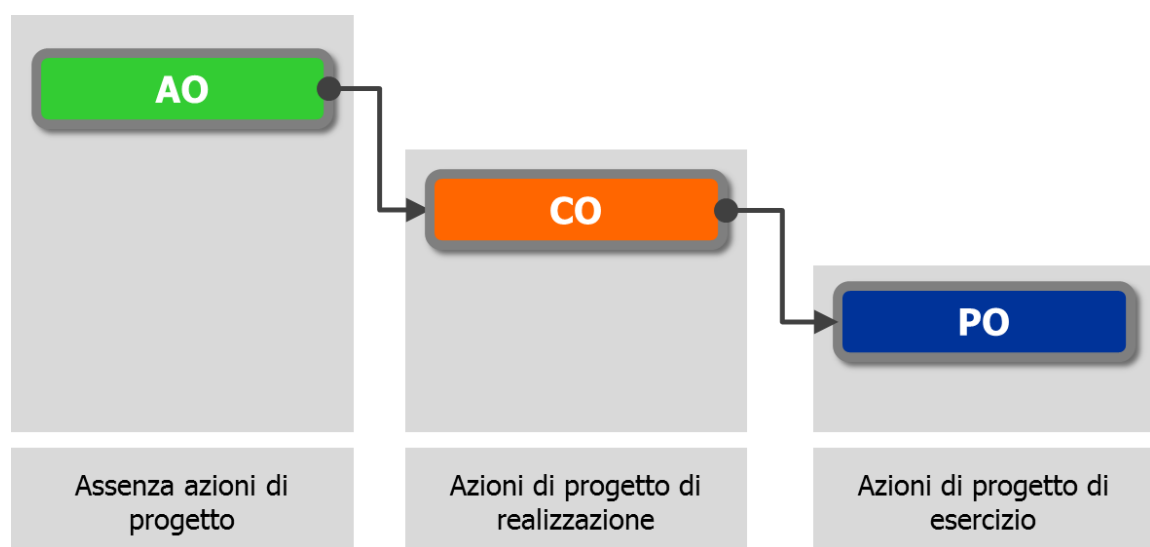 AO
CO
PO
Assenza azioni di
progetto
Azioni di progetto di
realizzazione
Azioni di progetto di
esercizio